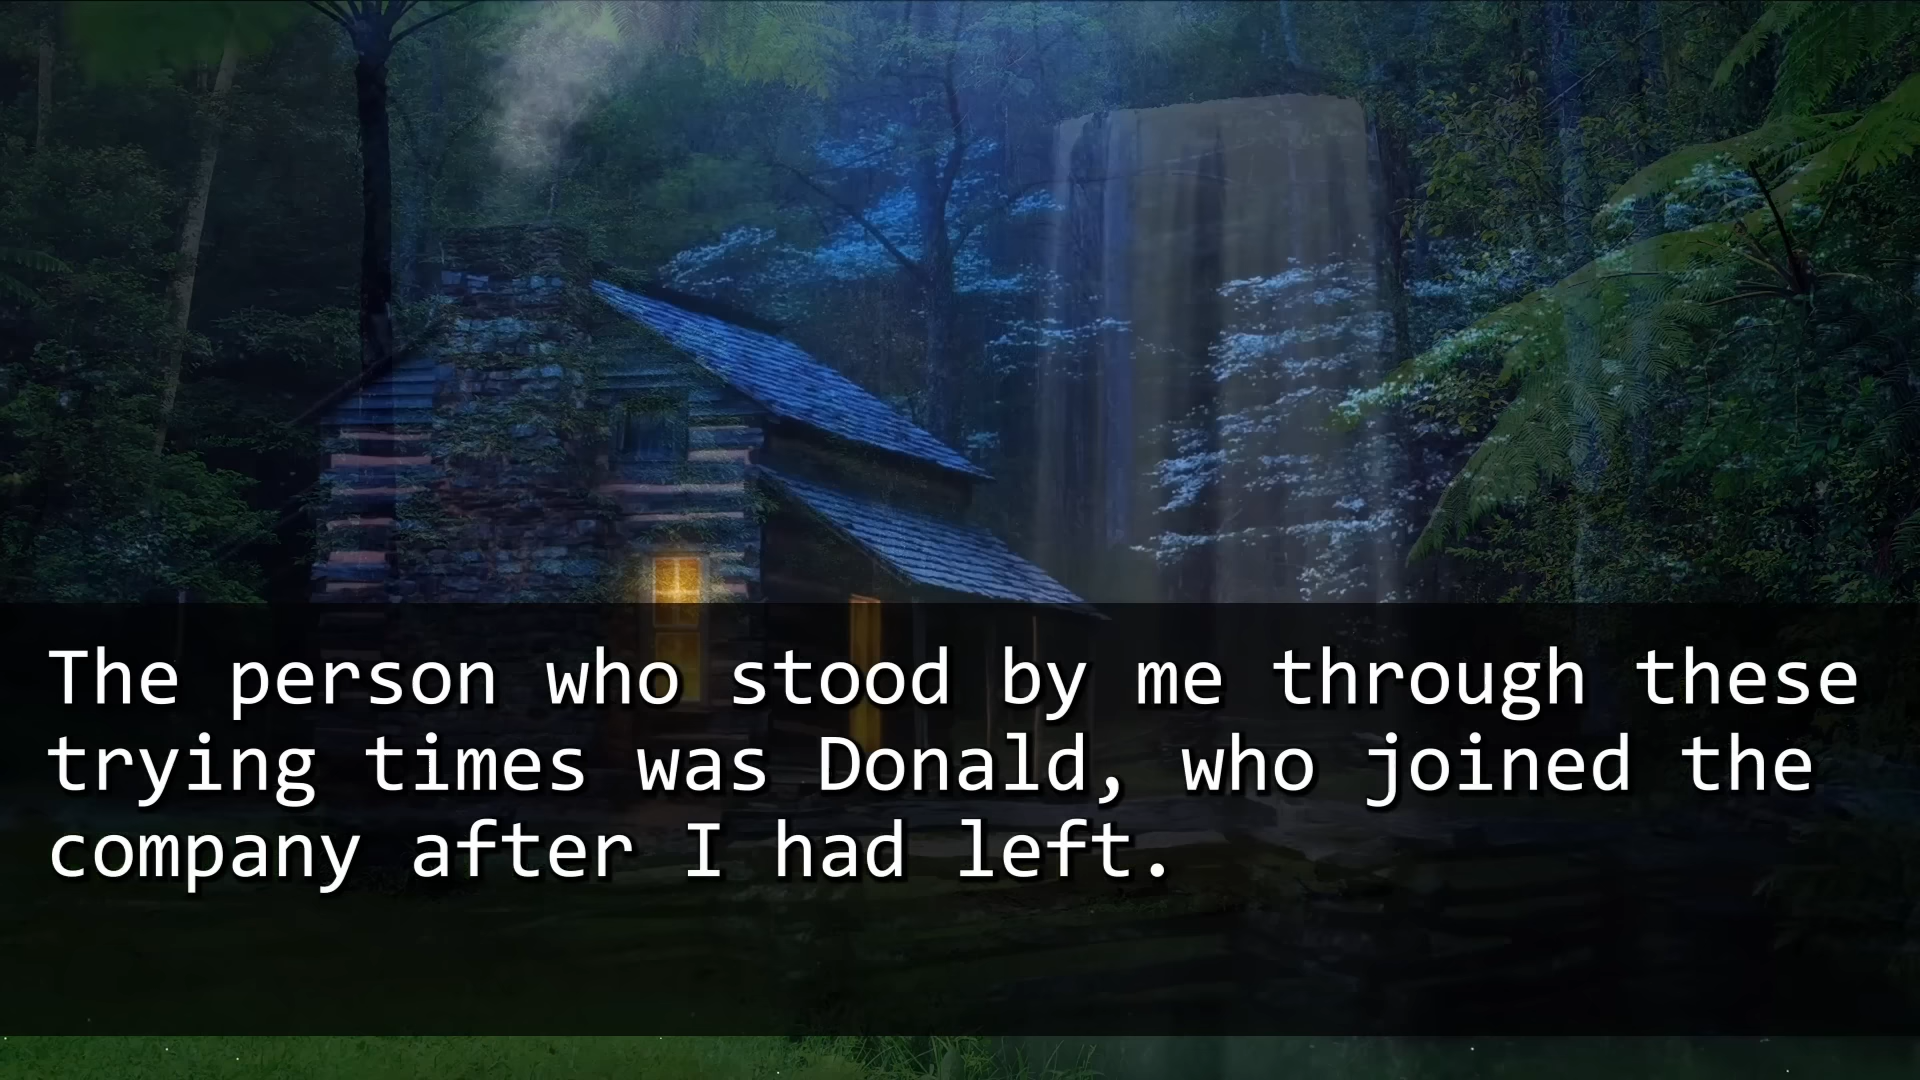 The person who stood by me through these
trying times was Donald, who joined the
company after I had left.